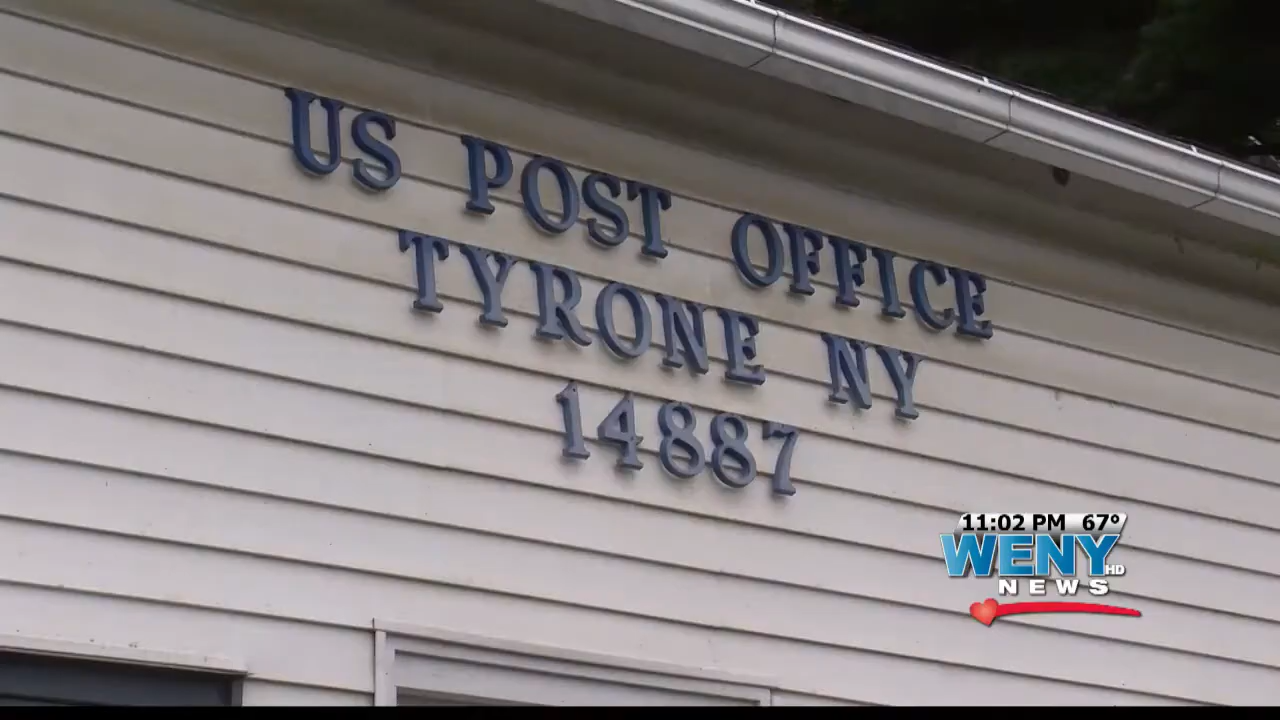 US POST OFFICE
TYRONE NY
14887
11:02 PM 67°
WENY HD
NEWS